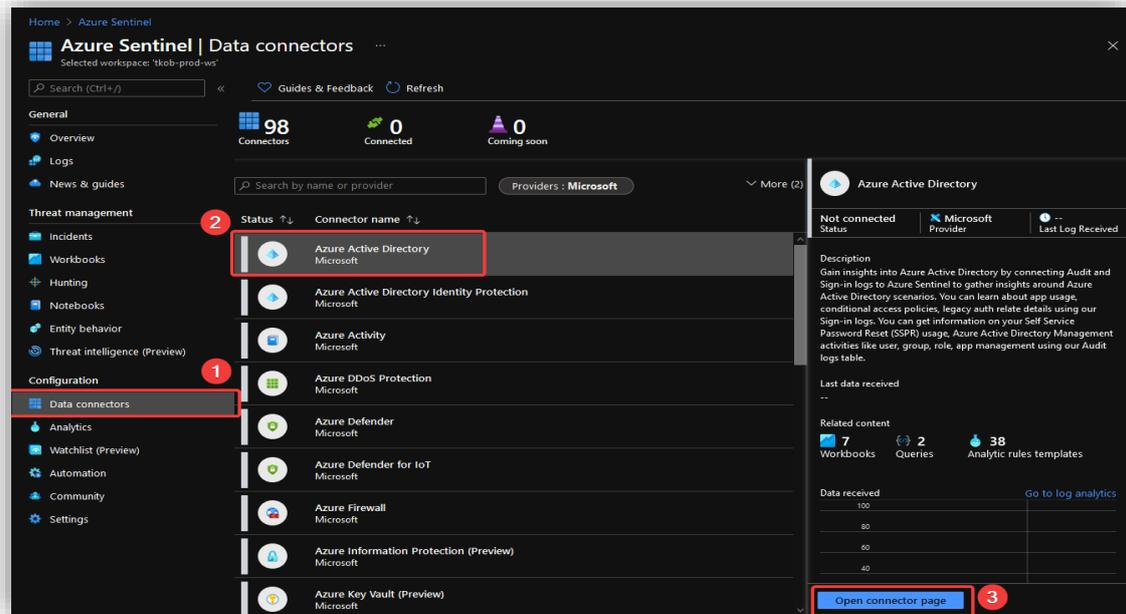 Home > Azure Sentinel
Azure Sentinel | Data connectors ...
Selected workspace: 'tkob-prod-ws'
Search (Ctrl+/)
«
Guides & Feedback
Refresh
General
Overview
Logs
News & guides
Threat management
Incidents
Workbooks
Hunting
Notebooks
Entity behavior
Threat intelligence (Preview)
1
Configuration
Data connectors
Analytics
Watchlist (Preview)
Automation
Community
Settings
98
Connectors
0
Connected
0
Coming soon
Search by name or provider
Providers : Microsoft
More (2)
2
Status ↑↓
Connector name ↑↓
Azure Active Directory
Microsoft
Azure Active Directory Identity Protection
Microsoft
Azure Activity
Microsoft
Azure DDoS Protection
Microsoft
Azure Defender
Microsoft
Azure Defender for IoT
Microsoft
Azure Firewall
Microsoft
Azure Information Protection (Preview)
Microsoft
Azure Key Vault (Preview)
Microsoft
Azure Active Directory
Not connected
Status
Microsoft
Provider
--
Last Log Received
Description
Gain insights into Azure Active Directory by connecting Audit and
Sign-in logs to Azure Sentinel to gather insights around Azure
Active Directory scenarios. You can learn about app usage,
conditional access policies, legacy auth relate details using our
Sign-in logs. You can get information on your Self Service
Password Reset (SSPR) usage, Azure Active Directory Management
activities like user, group, role, app management using our Audit
logs table.
Last data received
--
Related content
7
Workbooks
2
Queries
38
Analytic rules templates
Data received
Go to log analytics
100
80
60
40
Open connector page
3